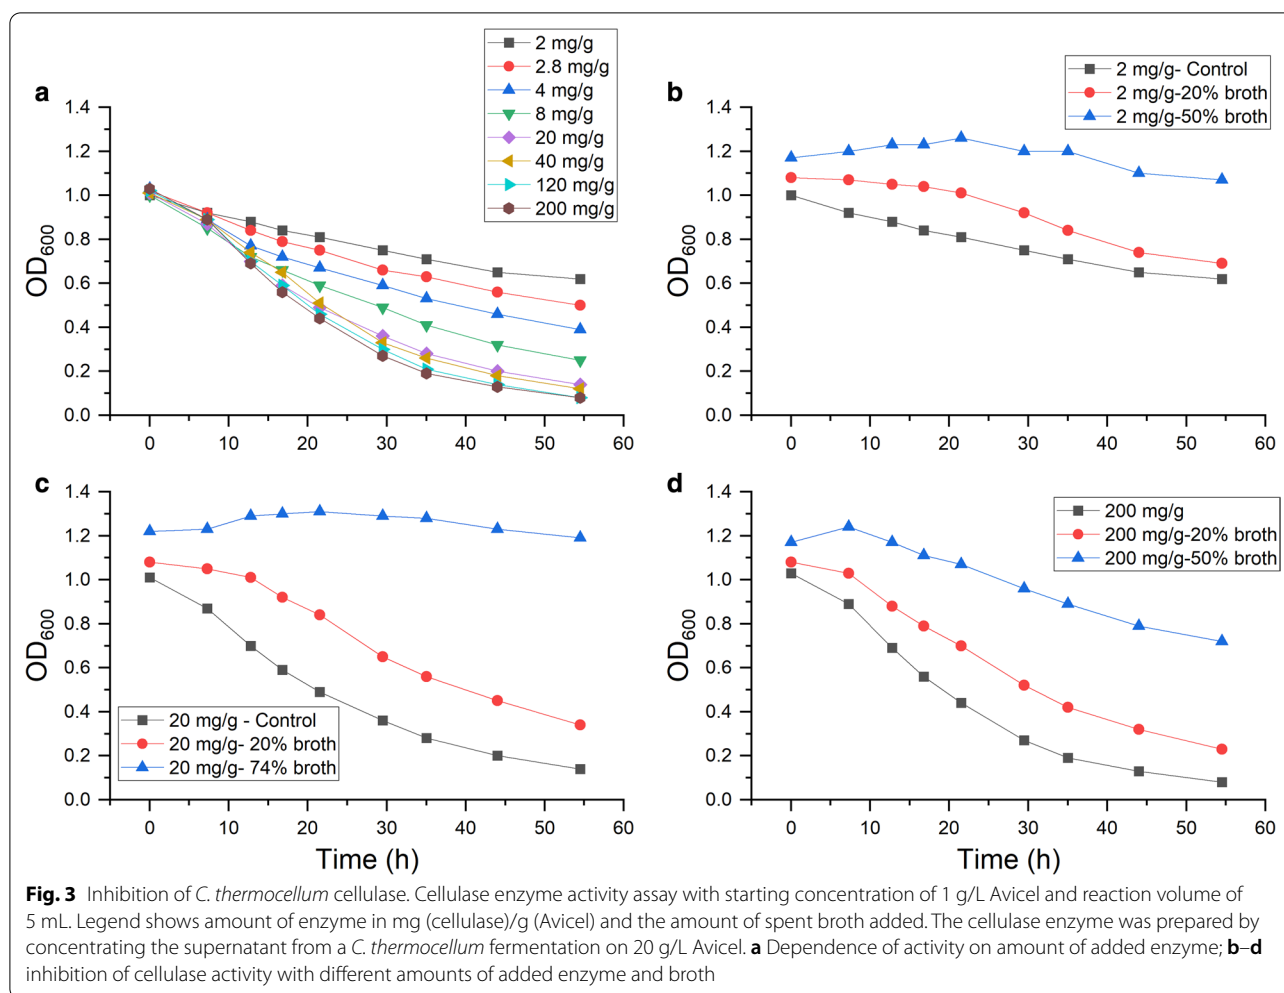 a
2 mg/g
2.8 mg/g
4 mg/g
8 mg/g
20 mg/g
40 mg/g
120 mg/g
200 mg/g
OD600
1.4
1.2
1.0
0.8
0.6
0.4
0.2
0.0
0 10 20 30 40 50 60
b
2 mg/g- Control
2 mg/g-20% broth
2 mg/g-50% broth
OD600
1.4
1.2
1.0
0.8
0.6
0.4
0.2
0.0
0 10 20 30 40 50 60
c
OD600
1.4
1.2
1.0
0.8
0.6
0.4
0.2
0.0
20 mg/g - Control
20 mg/g- 20% broth
20 mg/g- 74% broth
0 10 20 30 40 50 60
Time (h)
d
200 mg/g
200 mg/g-20% broth
200 mg/g-50% broth
OD600
1.4
1.2
1.0
0.8
0.6
0.4
0.2
0.0
0 10 20 30 40 50 60
Time (h)
Fig. 3 Inhibition of C. thermocellum cellulase. Cellulase enzyme activity assay with starting concentration of 1 g/L Avicel and reaction volume of
5 mL. Legend shows amount of enzyme in mg (cellulase)/g (Avicel) and the amount of spent broth added. The cellulase enzyme was prepared by
concentrating the supernatant from a C. thermocellum fermentation on 20 g/L Avicel. a Dependence of activity on amount of added enzyme; b–d
inhibition of cellulase activity with different amounts of added enzyme and broth